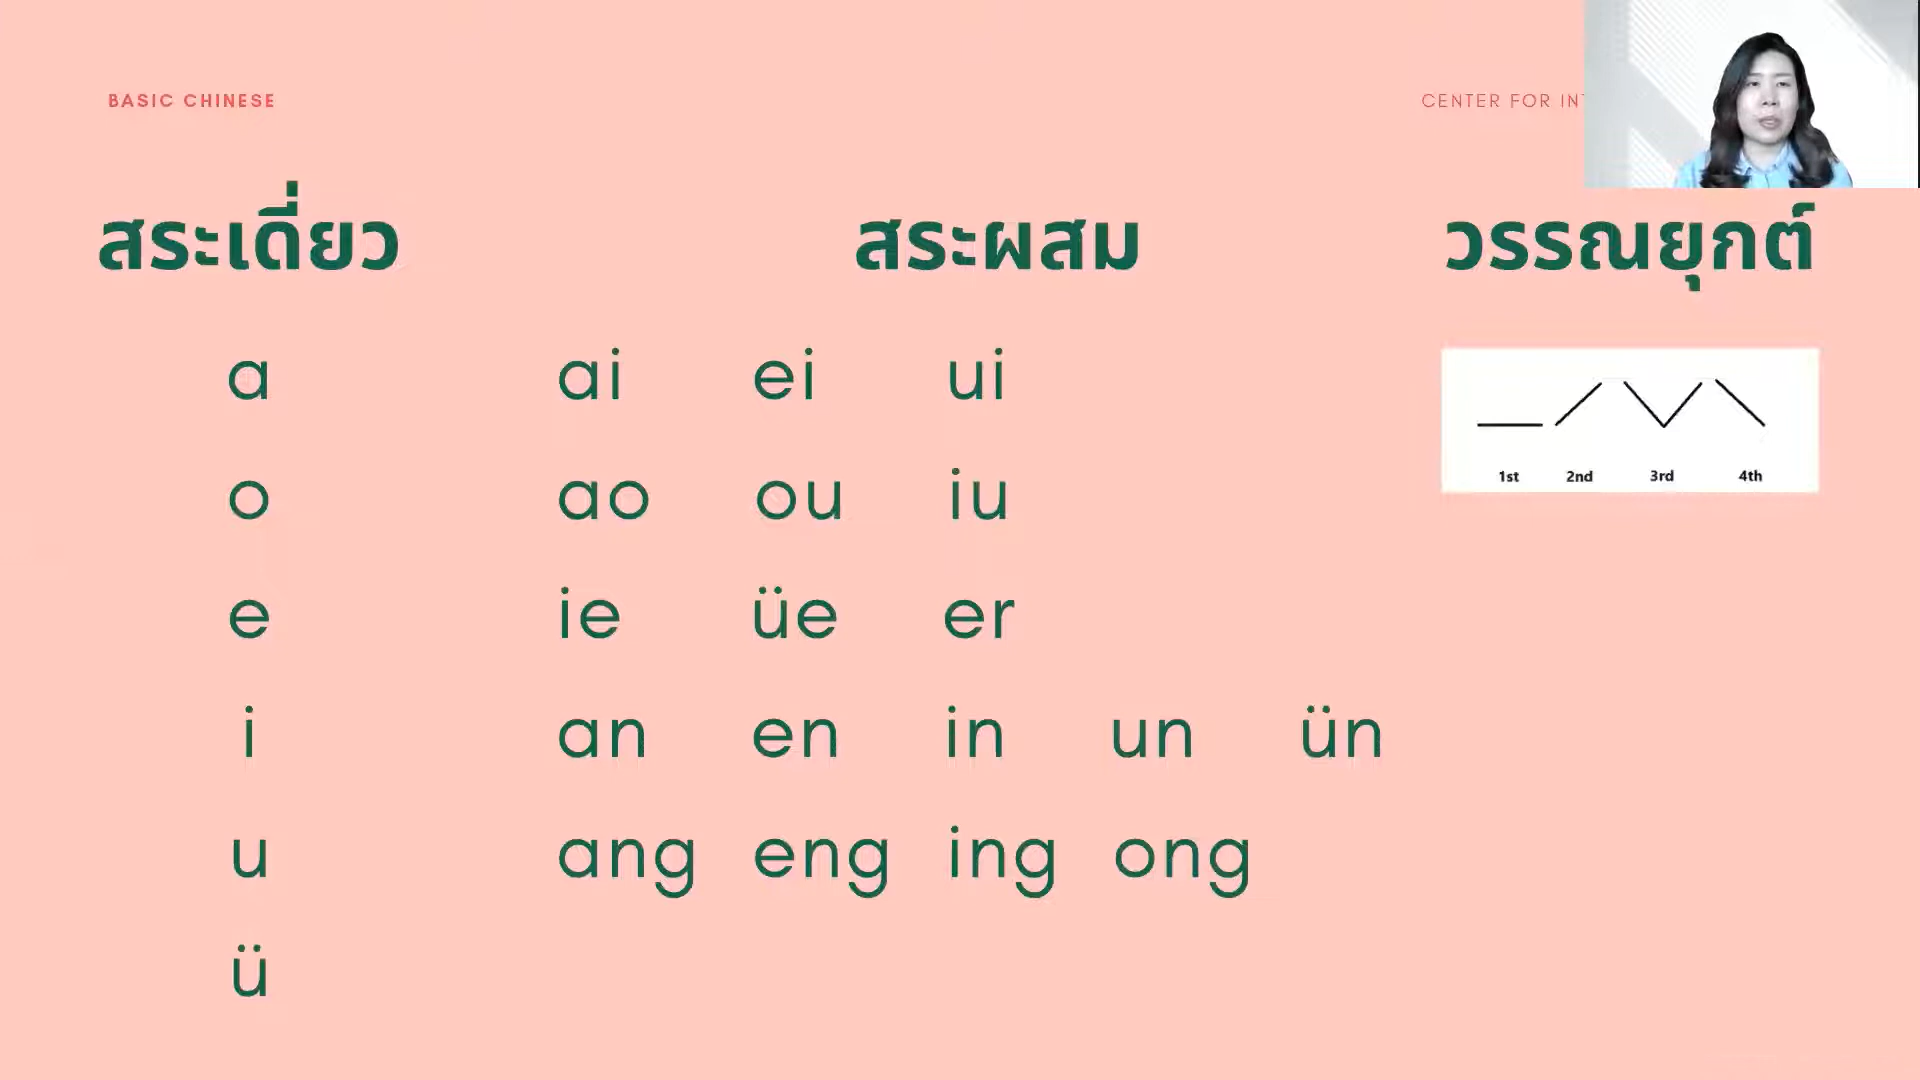 BASIC CHINESE
CENTER FOR INT
สระเดี่ยว สระผสม วรรณยุกต์
a ai ei ui
1st 2nd 3rd 4th
o ao ou iu
e ie üe er
i an en in un ün
u ang eng ing ong
ü